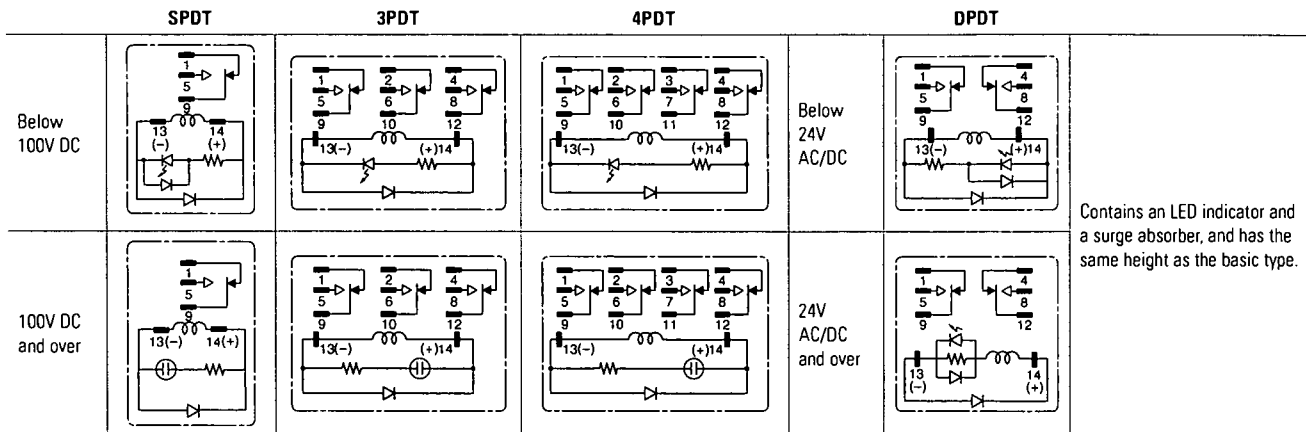 SPDT 3PDT 4PDT DPDT
Below
100V DC
1
5
9
13 14
(-) (+)
1 2 4
5 6 8
9 10 12
13(-) (+)14
1 2 3 4
5 6 7 8
9 10 11 12
13(-) (+)14
Below
24V
AC/DC
1 4
5 8
9 12
13(-) (+)14
Contains an LED indicator and
a surge absorber, and has the
same height as the basic type.
100V DC
and over
1
5
9
13(-) 14(+)
1 2 4
5 6 8
9 10 12
13(-) (+)14
1 2 3 4
5 6 7 8
9 10 11 12
13(-) (+)14
24V
AC/DC
and over
1 4
5 8
9 12
13 14
(-) (+)